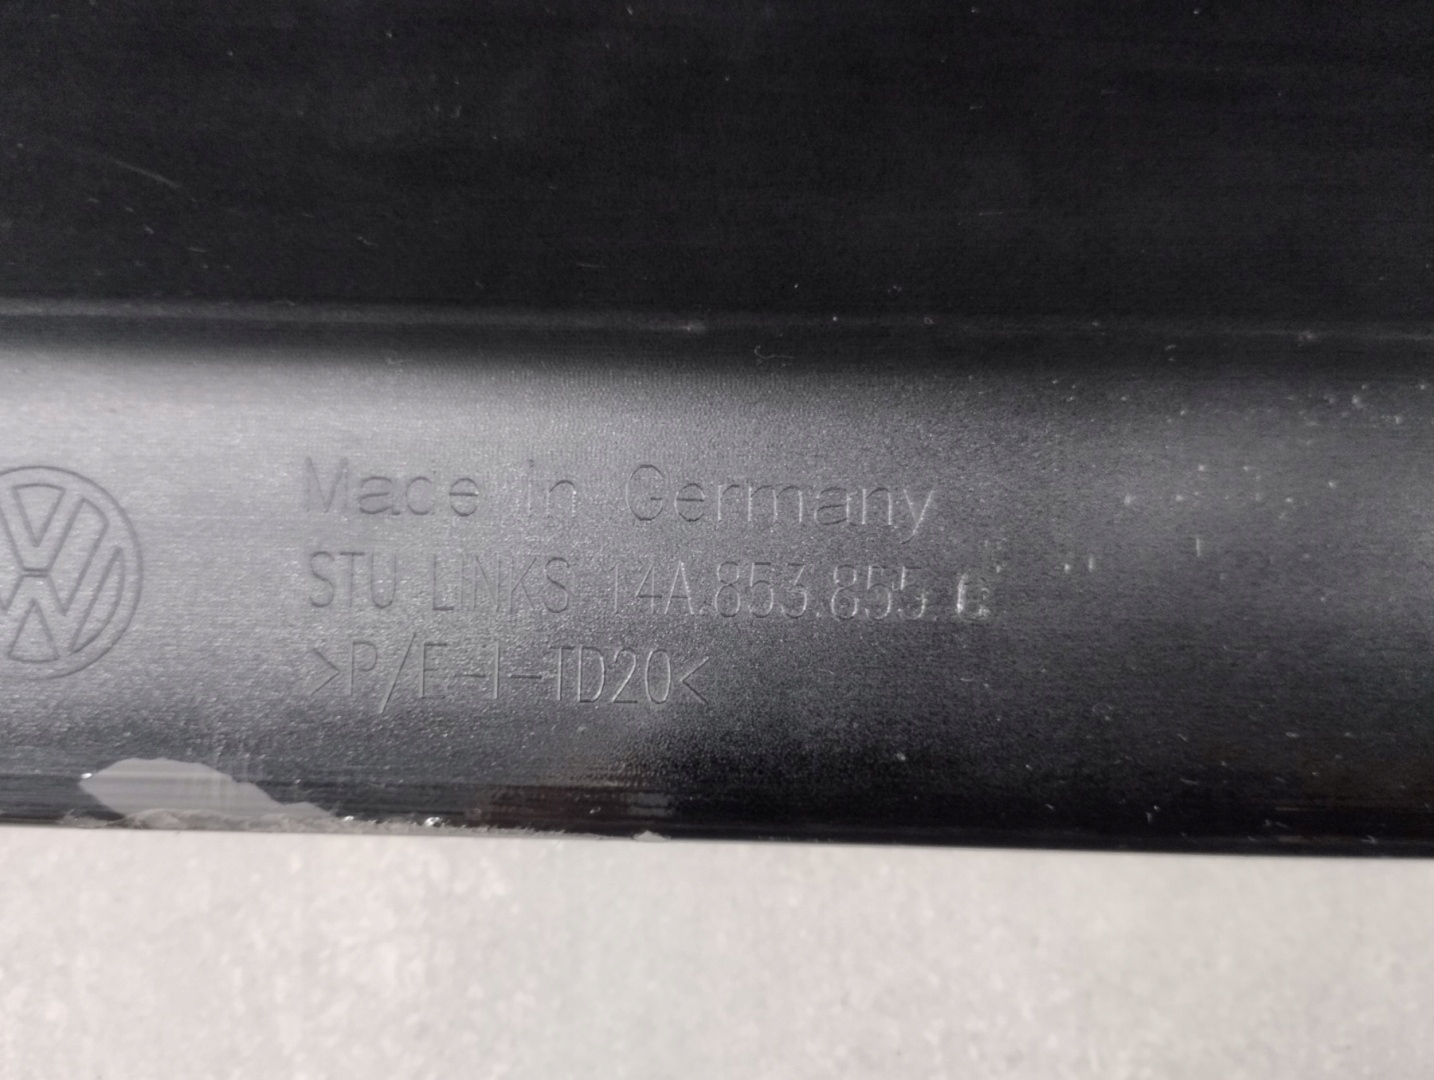 Made in Germany
STU LINKS 14A.853.855
>P/E-I-TD20<